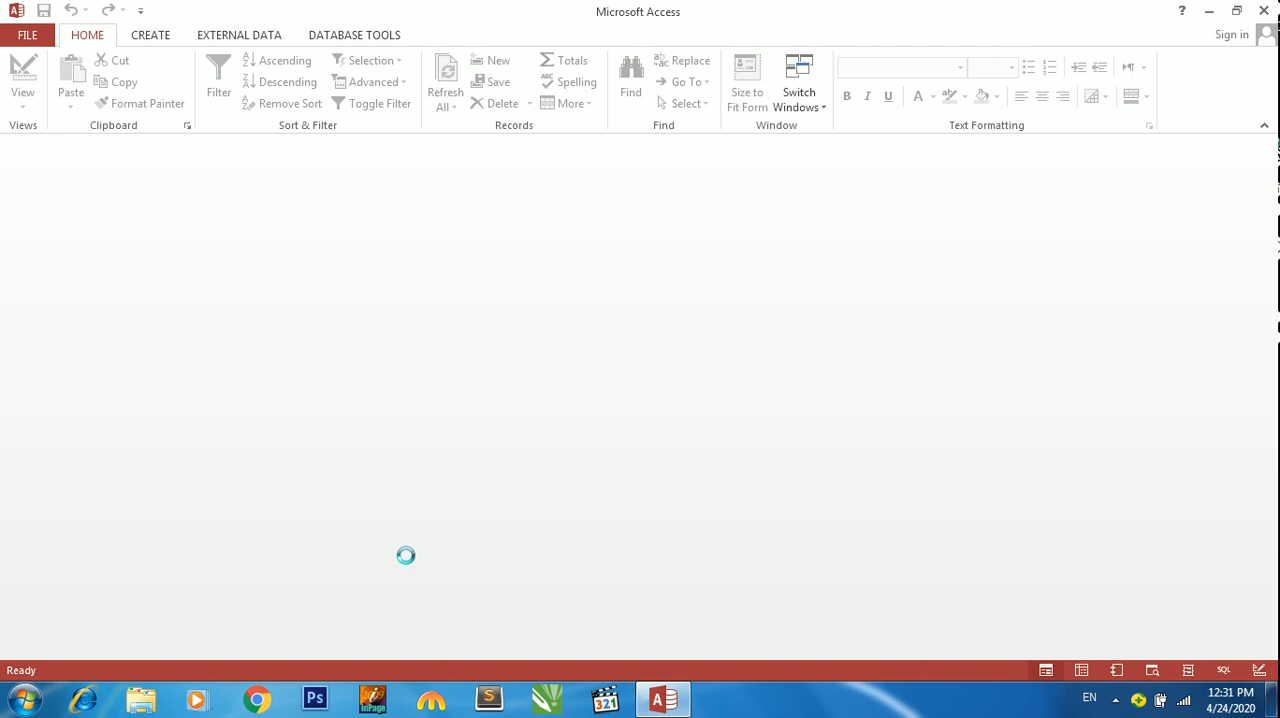 Microsoft Access
?
FILE HOME CREATE EXTERNAL DATA DATABASE TOOLS Sign in
View
Views
Paste
Cut
Copy
Format Painter
Clipboard
Filter
Ascending
Descending
Remove Sort
Selection
Advanced
Toggle Filter
Sort & Filter
Refresh
All
New
Save
Delete
Totals
Spelling
More
Records
Find
Replace
Go To
Select
Find
Size to
Fit Form
Switch
Windows
Window
B I U A
Text Formatting
Ready
SQL
Ps
InPage
S
321
EN
12:31 PM
4/24/2020